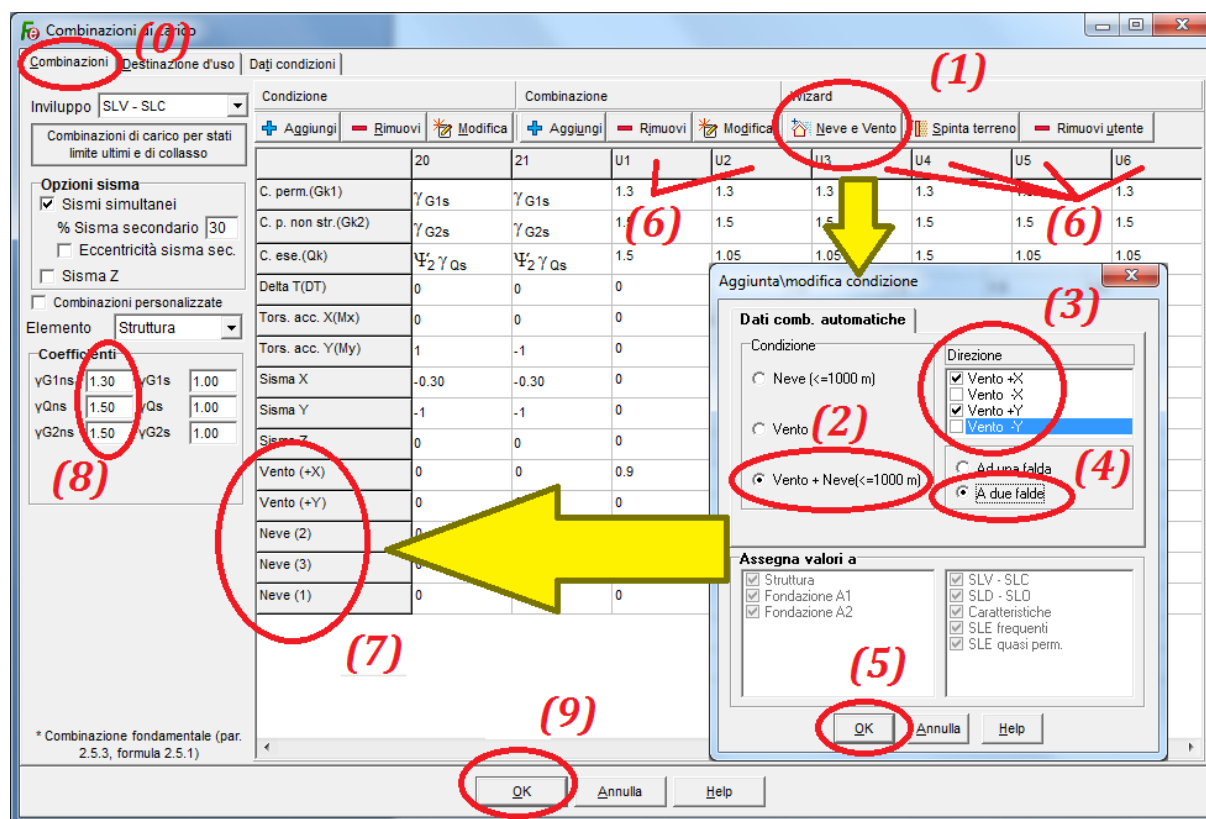 Combinazioni di carico
(0)
Combinazioni Destinazione d'uso Dati condizioni
(1)
Inviluppo SLV - SLC
Combinazioni di carico per stati
limite ultimi e di collasso
Opzioni sisma
Sismi simultanei
% Sisma secondario 30
Eccentricità sisma sec.
Sisma Z
Combinazioni personalizzate
Elemento Struttura
Coefficienti
γG1ns 1.30 γG1s 1.00
γQns 1.50 γQs 1.00
γG2ns 1.50 γG2s 1.00
(8)
* Combinazione fondamentale (par.
2.5.3, formula 2.5.1)
Condizione Combinazione Wizard
Aggiungi Rimuovi Modifica Aggiungi Rimuovi Modifica Neve e Vento Spinta terreno Rimuovi utente
20 21 U1 U2 U3 U4 U5 U6
C. perm.(Gk1) γG1s γG1s 1.3 1.3 1.3 1.3 1.3
C. p. non str.(Gk2) γG2s γG2s 1.5 1.5 1.5 1.5 1.5 1.5
(6) (6)
C. ese.(Qk) Ψ'2 γQs Ψ'2 γQs 1.5 1.05 1.05 1.5 1.05 1.05
Delta T(DT) 0 0 0
Tors. acc. X(Mx) 0 0 0
Tors. acc. Y(My) 1 -1 0
Sisma X -0.30 -0.30 0
Sisma Y -1 -1 0
Sisma Z 0 0 0
Vento (+X) 0 0 0.9
Vento (+Y) 0 0
Neve (2) 0
Neve (3) 0
Neve (1) 0 0 0
(7)
Aggiunta\modifica condizione
(3)
Dati comb. automatiche
Condizione
Neve (<=1000 m)
Vento
(2)
Vento + Neve(<=1000 m)
Direzione
Vento +X
Vento -X
Vento +Y
Vento -Y
Ad una falda
(4)
A due falde
Assegna valori a
Struttura
Fondazione A1
Fondazione A2
SLV - SLC
SLD - SLO
Caratteristiche
SLE frequenti
SLE quasi perm.
(5)
OK Annulla Help
(9)
OK Annulla Help